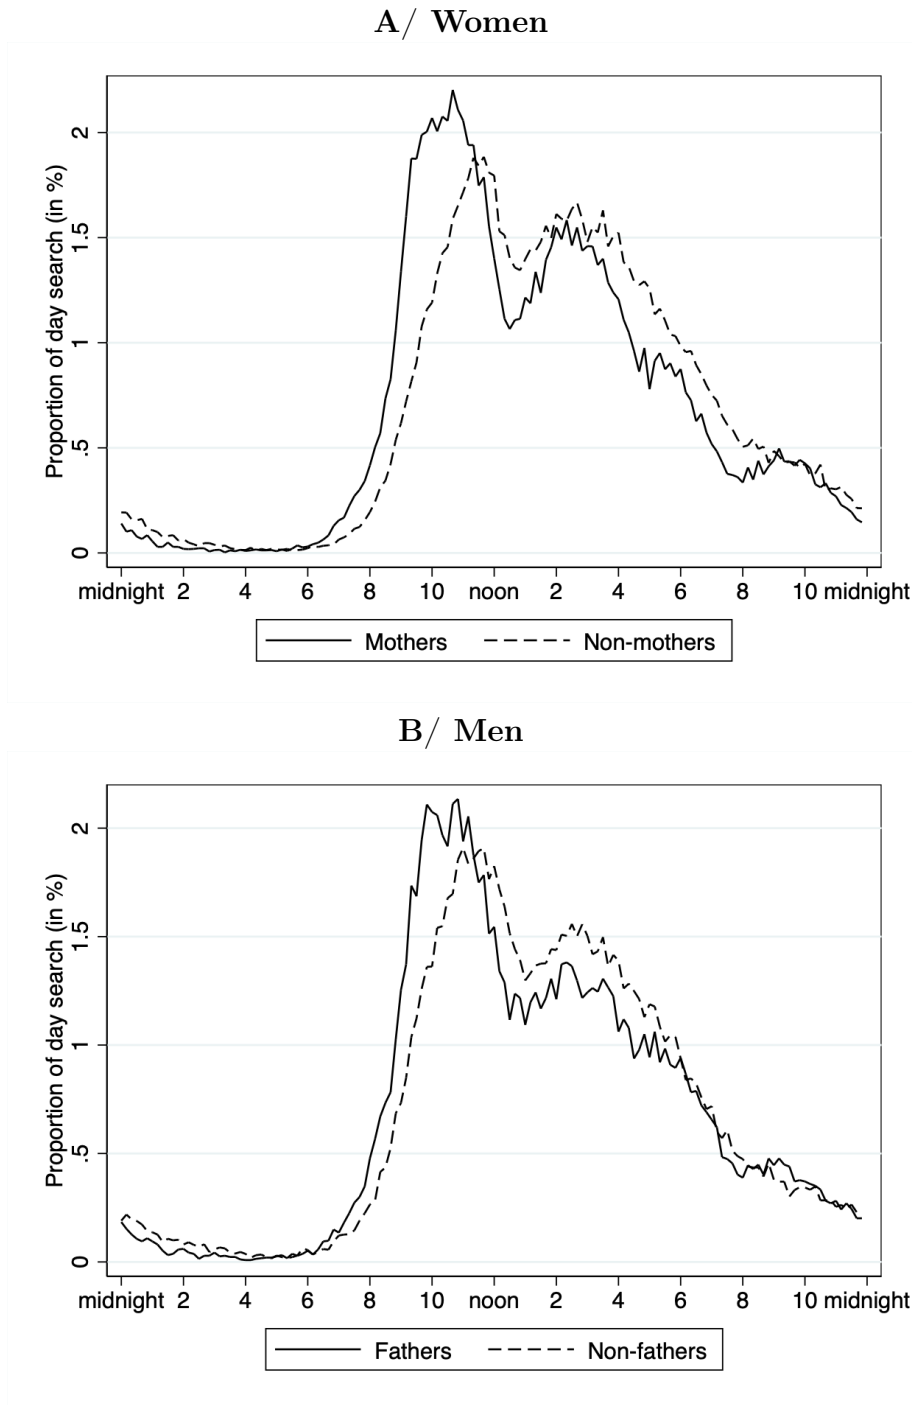 A/ Women
Proportion of day search (in %)
2
1.5
1
.5
0
midnight 2 4 6 8 10 noon 2 4 6 8 10 midnight
Mothers Non-mothers
B/ Men
Proportion of day search (in %)
2
1.5
1
.5
0
midnight 2 4 6 8 10 noon 2 4 6 8 10 midnight
Fathers Non-fathers